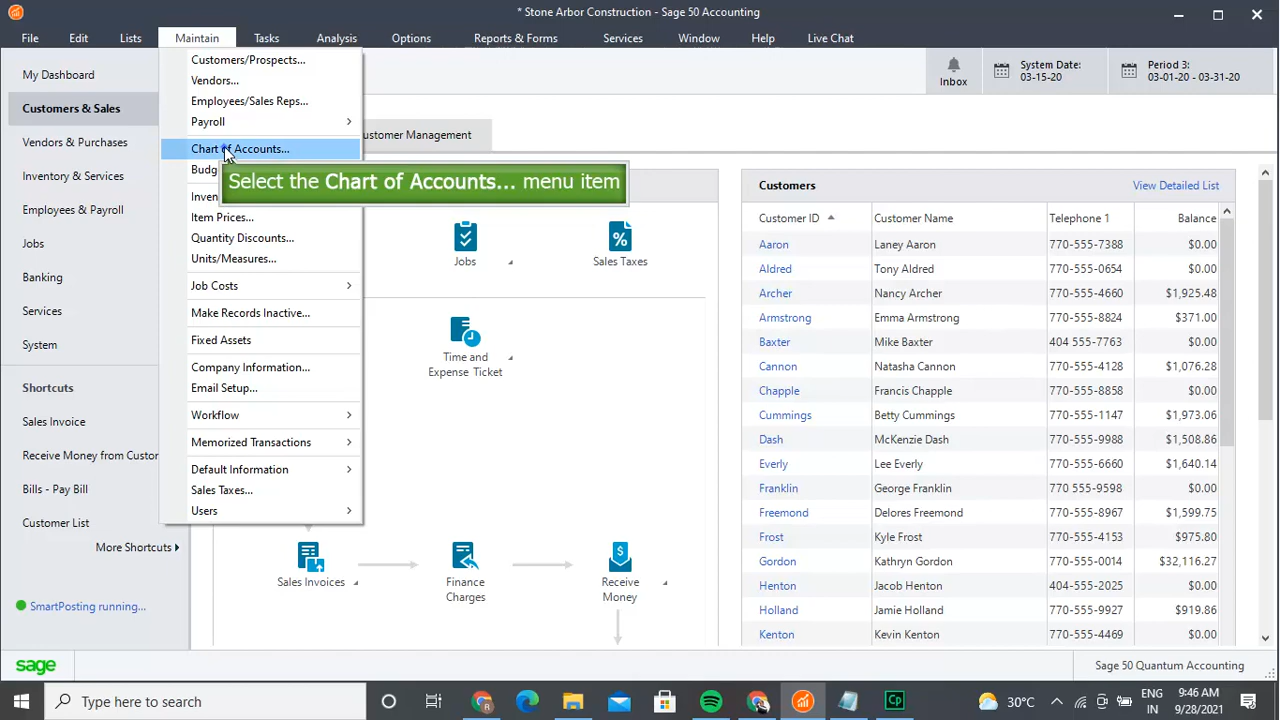 * Stone Arbor Construction - Sage 50 Accounting
File Edit Lists Maintain Tasks Analysis Options Reports & Forms Services Window Help Live Chat
My Dashboard
Customers & Sales
Vendors & Purchases
Inventory & Services
Employees & Payroll
Jobs
Banking
Services
System
Shortcuts
Sales Invoice
Receive Money from Custor
Bills - Pay Bill
Customer List
More Shortcuts
SmartPosting running...
sage
Customers/Prospects...
Vendors...
Employees/Sales Reps...
Payroll
Chart of Accounts...
Budg
Inven
Item Prices...
Quantity Discounts...
Units/Measures...
Job Costs
Make Records Inactive...
Fixed Assets
Company Information...
Email Setup...
Workflow
Memorized Transactions
Default Information
Sales Taxes...
Users
Select the Chart of Accounts... menu item
Inbox
System Date:
03-15-20
Period 3:
03-01-20 - 03-31-20
ustomer Management
Jobs
Sales Taxes
Time and
Expense Ticket
Sales Invoices
Finance
Charges
Receive
Money
Customers View Detailed List
Customer ID Customer Name Telephone 1 Balance
Aaron Laney Aaron 770-555-7388 $0.00
Aldred Tony Aldred 770-555-0654 $0.00
Archer Nancy Archer 770-555-4660 $1,925.48
Armstrong Emma Armstrong 770-555-8824 $371.00
Baxter Mike Baxter 404 555-7763 $0.00
Cannon Natasha Cannon 770-555-4128 $1,076.28
Chapple Francis Chapple 770-555-8858 $0.00
Cummings Betty Cummings 770-555-1147 $1,973.06
Dash McKenzie Dash 770-555-9988 $1,508.86
Everly Lee Everly 770-555-6660 $1,640.14
Franklin George Franklin 770 555-9598 $0.00
Freemond Delores Freemond 770-555-3967 $1,599.75
Frost Kyle Frost 770-555-4153 $975.80
Gordon Kathryn Gordon 770-555-0014 $32,116.27
Henton Jacob Henton 404-555-2025 $0.00
Holland Jamie Holland 770-555-9927 $919.86
Kenton Kevin Kenton 770-555-4469 $0.00
Sage 50 Quantum Accounting
Type here to search
Cp
30°C
ENG
IN
9:46 AM
9/28/2021